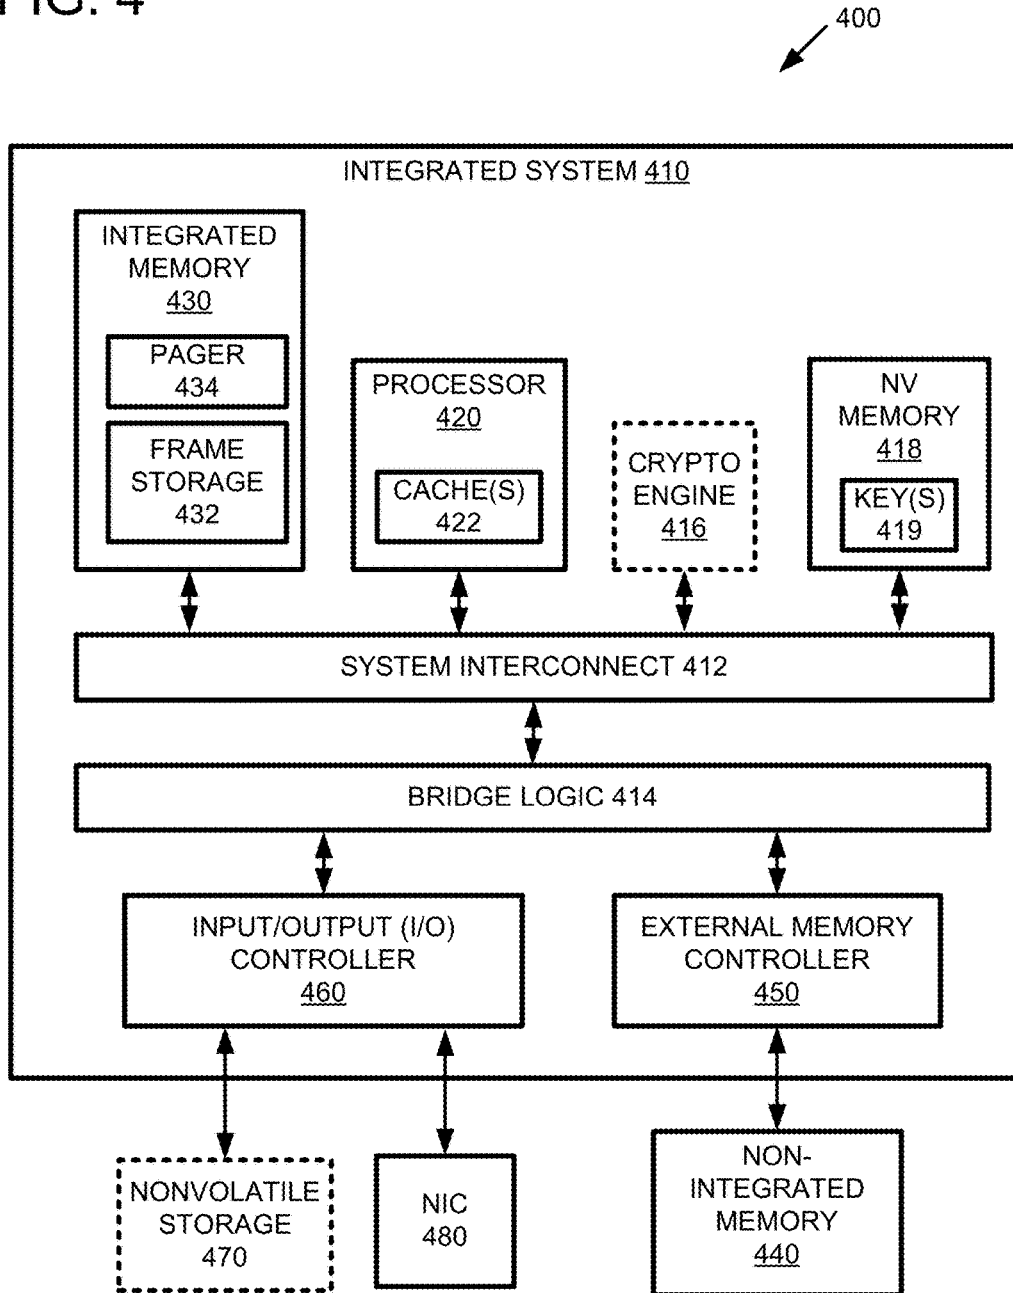 FIG. 4
400
INTEGRATED SYSTEM 410
INTEGRATED
MEMORY
430
PAGER
434
FRAME
STORAGE
432
PROCESSOR
420
CACHE(S)
422
CRYPTO
ENGINE
416
NV
MEMORY
418
KEY(S)
419
SYSTEM INTERCONNECT 412
BRIDGE LOGIC 414
INPUT/OUTPUT (I/O)
CONTROLLER
460
EXTERNAL MEMORY
CONTROLLER
450
NONVOLATILE
STORAGE
470
NIC
480
NON-
INTEGRATED
MEMORY
440